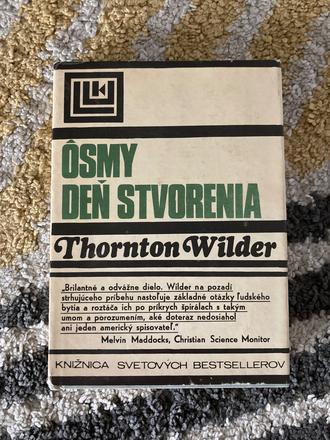 ÔSMY
DEŇ STVORENIA
Thornton Wilder
„Brilantné a odvážne dielo. Wilder na pozadí
strhujúceho príbehu nastoľuje základné otázky ľudského
bytia a roztáča ich po príkrych špirálach s takým
umom a porozumením, aké doteraz nedosiahol
ani jeden americký spisovateľ.“
Melvin Maddocks, Christian Science Monitor
KNIŽNICA SVETOVÝCH BESTSELLEROV